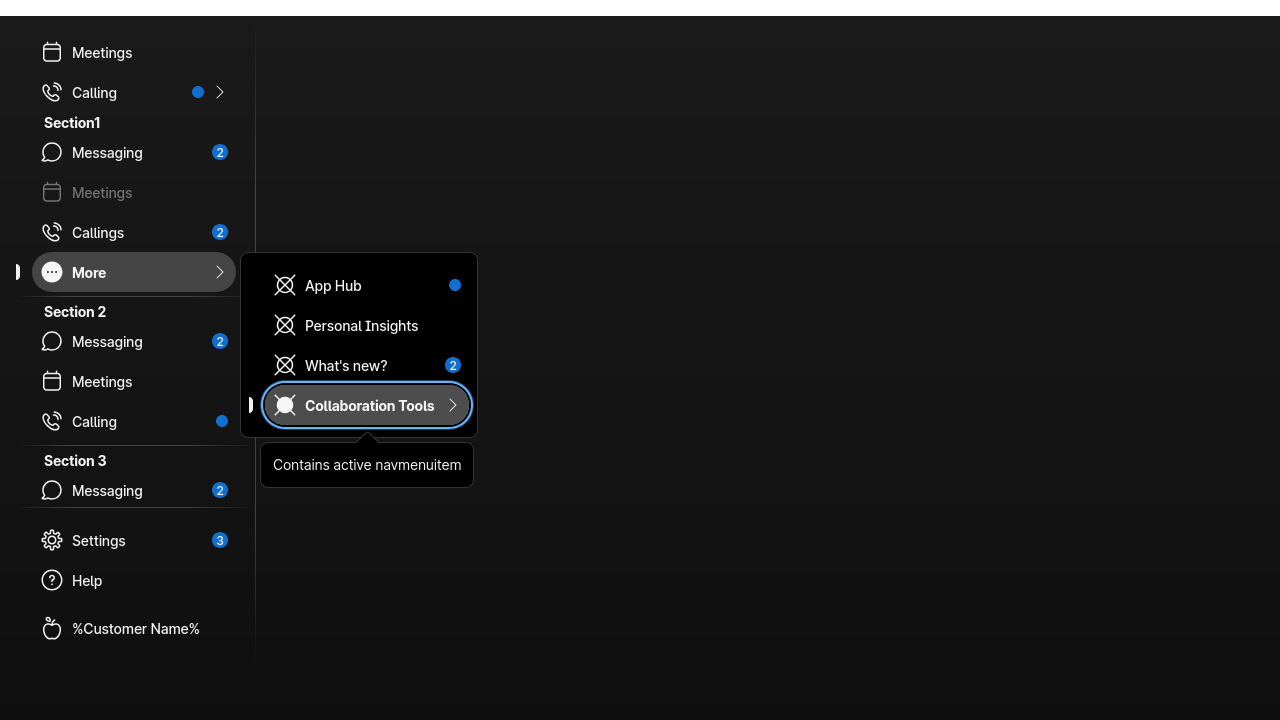 Meetings
Calling
Section1
Messaging 2
Meetings
Callings 2
More
Section 2
Messaging 2
Meetings
Calling
Section 3
Messaging 2
Settings 3
Help
%Customer Name%
App Hub
Personal Insights
What's new? 2
Collaboration Tools
Contains active navmenuitem